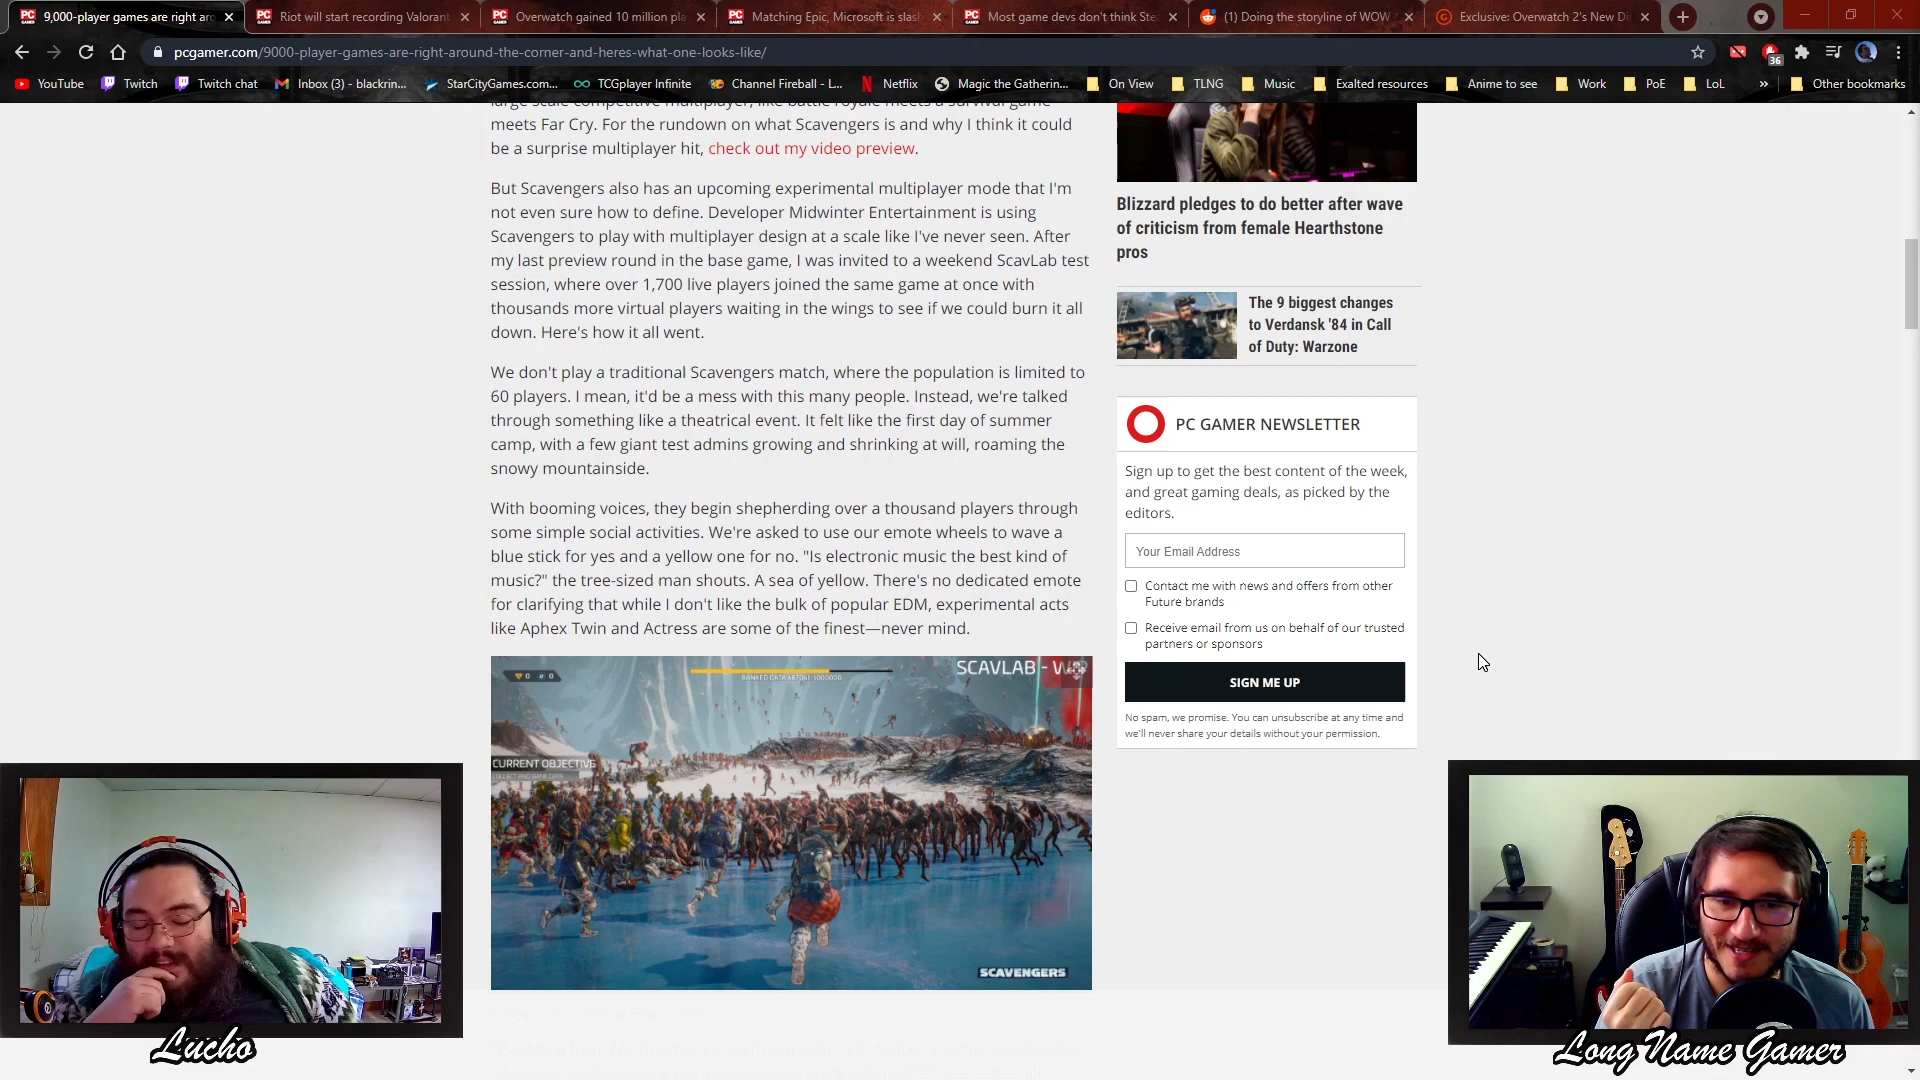 9,000-player games are right aro
Riot will start recording Valorant
Overwatch gained 10 million pla
Matching Epic, Microsoft is slash
Most game devs don't think Ste
(1) Doing the storyline of WOW
Exclusive: Overwatch 2's New Di
pcgamer.com/9000-player-games-are-right-around-the-corner-and-heres-what-one-looks-like/
36
YouTube
Twitch
Twitch chat
Inbox (3) - blackrin...
StarCityGames.com...
TCGplayer Infinite
Channel Fireball - L...
Netflix
Magic the Gatherin...
On View
TLNG
Music
Exalted resources
Anime to see
Work
PoE
LoL
»
Other bookmarks
large scale competitive multiplayer, like battle royale meets a survival game
meets Far Cry. For the rundown on what Scavengers is and why I think it could
be a surprise multiplayer hit, check out my video preview.
But Scavengers also has an upcoming experimental multiplayer mode that I'm
not even sure how to define. Developer Midwinter Entertainment is using
Scavengers to play with multiplayer design at a scale like I've never seen. After
my last preview round in the base game, I was invited to a weekend ScavLab test
session, where over 1,700 live players joined the same game at once with
thousands more virtual players waiting in the wings to see if we could burn it all
down. Here's how it all went.
We don't play a traditional Scavengers match, where the population is limited to
60 players. I mean, it'd be a mess with this many people. Instead, we're talked
through something like a theatrical event. It felt like the first day of summer
camp, with a few giant test admins growing and shrinking at will, roaming the
snowy mountainside.
With booming voices, they begin shepherding over a thousand players through
some simple social activities. We're asked to use our emote wheels to wave a
blue stick for yes and a yellow one for no. "Is electronic music the best kind of
music?" the tree-sized man shouts. A sea of yellow. There's no dedicated emote
for clarifying that while I don't like the bulk of popular EDM, experimental acts
like Aphex Twin and Actress are some of the finest—never mind.
SCAVLAB -
CURRENT OBJECTIVE
COLLECT AND BANK DATA
SCAVENGERS
Blizzard pledges to do better after wave
of criticism from female Hearthstone
pros
The 9 biggest changes
to Verdansk '84 in Call
of Duty: Warzone
PC GAMER NEWSLETTER
Sign up to get the best content of the week,
and great gaming deals, as picked by the
editors.
Your Email Address
Contact me with news and offers from other
Future brands
Receive email from us on behalf of our trusted
partners or sponsors
SIGN ME UP
No spam, we promise. You can unsubscribe at any time and
we'll never share your details without your permission.
Lucho
Long Name Gamer